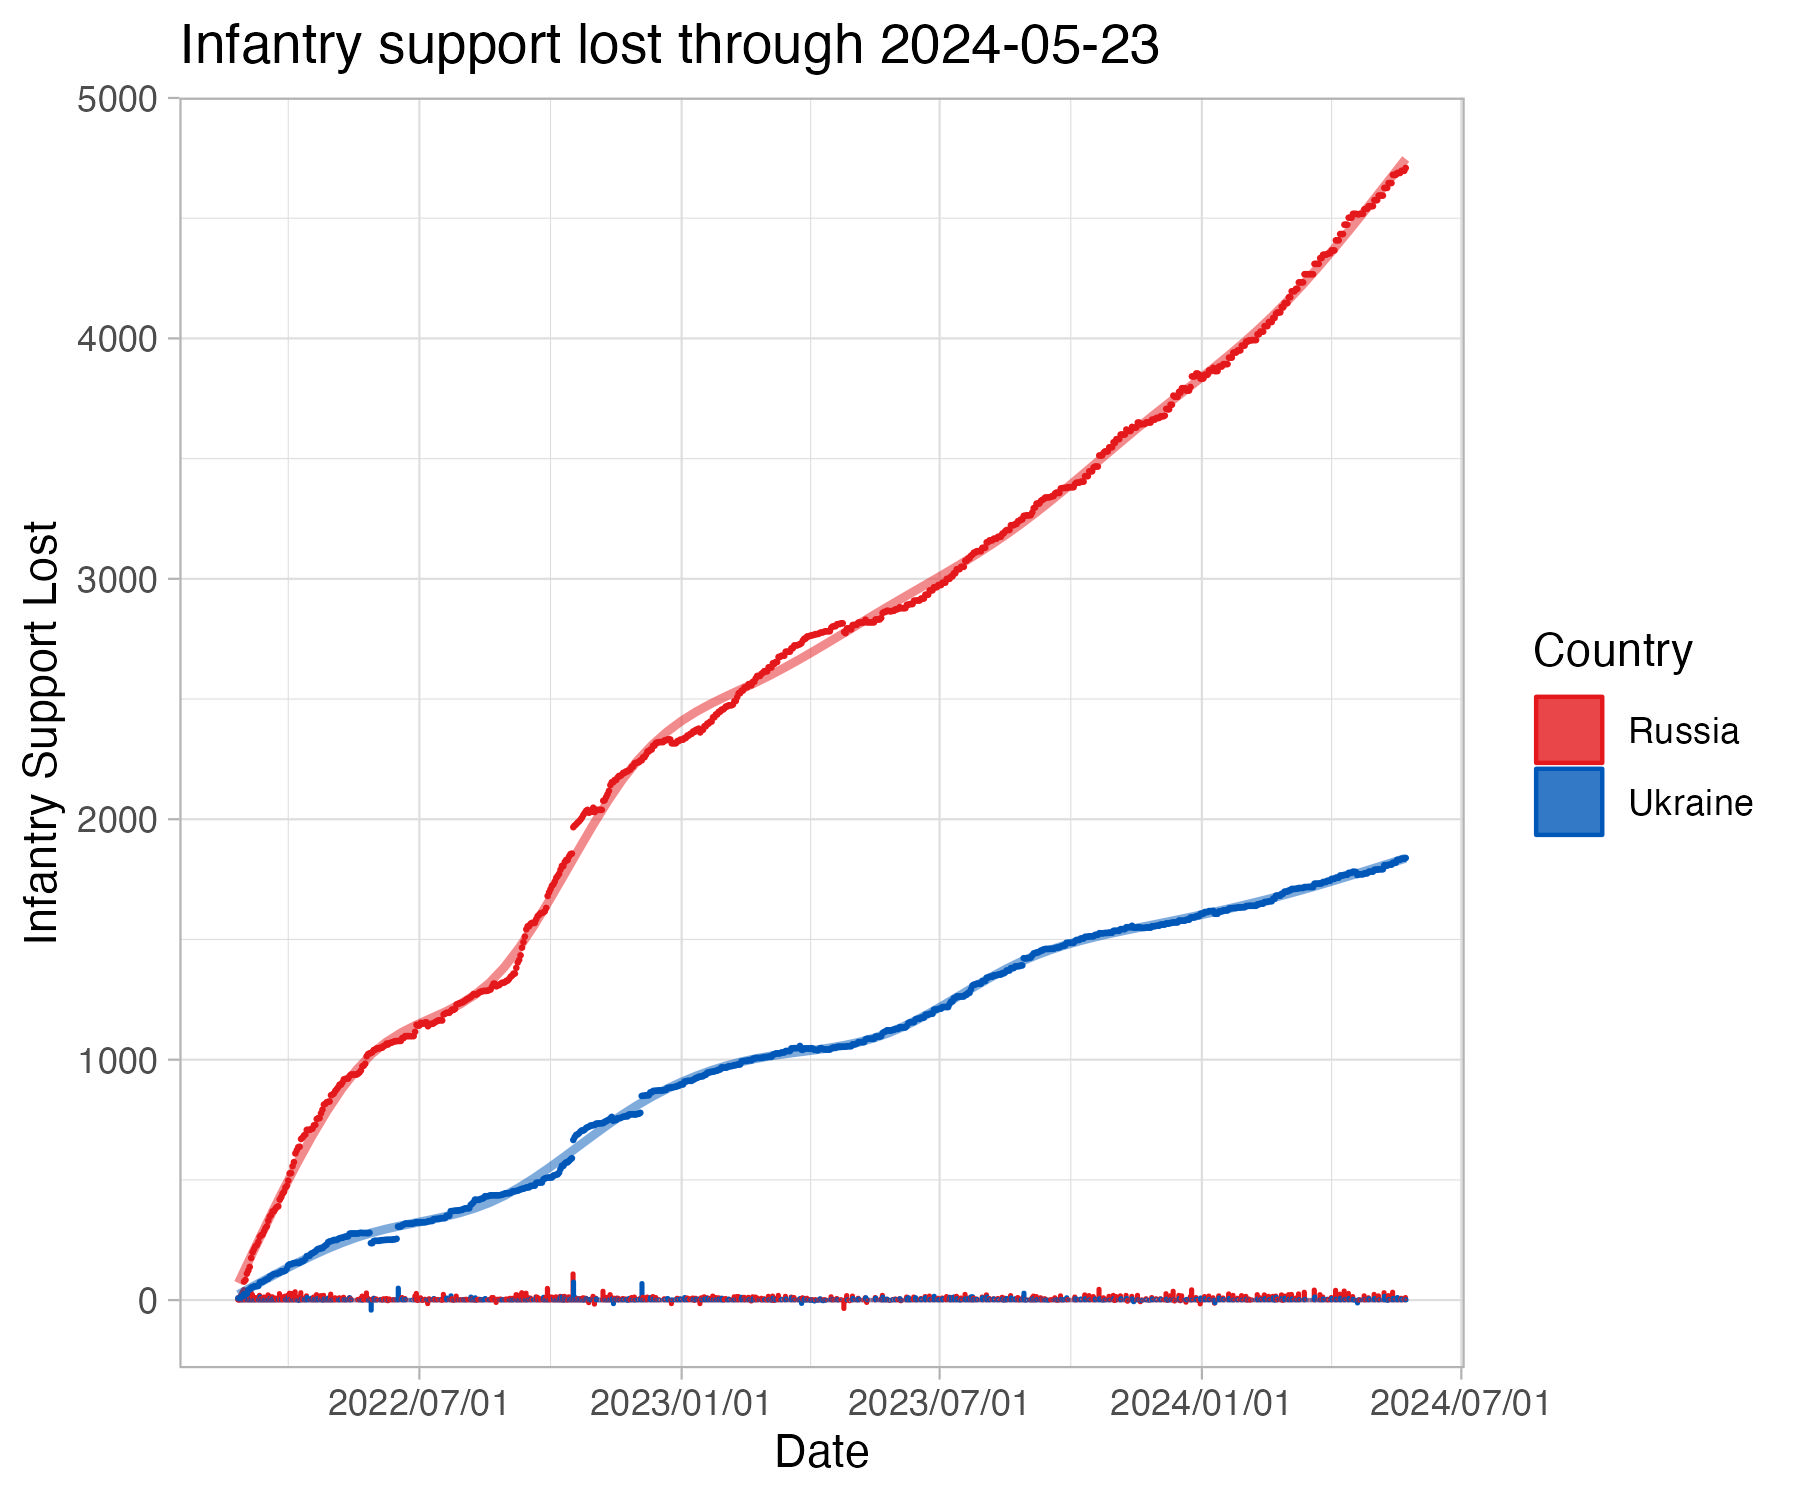 Infantry support lost through 2024-05-23
5000
4000
3000
2000
1000
0
Infantry Support Lost
2022/07/01
2023/01/01
2023/07/01
2024/01/01
2024/07/01
Date
Country
Russia
Ukraine